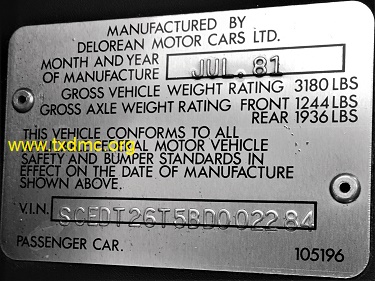 MANUFACTURED BY
DELOREAN MOTOR CARS LTD.
MONTH AND YEAR
OF MANUFACTURE JUL. 81
GROSS VEHICLE WEIGHT RATING 3180 LBS
GROSS AXLE WEIGHT RATING FRONT 1244 LBS
REAR 1936 LBS
THIS VEHICLE CONFORMS TO ALL
www.txdmc.org MOTOR VEHICLE
SAFETY AND BUMPER STANDARDS IN
EFFECT ON THE DATE OF MANUFACTURE
SHOWN ABOVE.
V.I.N. SCEDT26T5BD002284
PASSENGER CAR. 105196